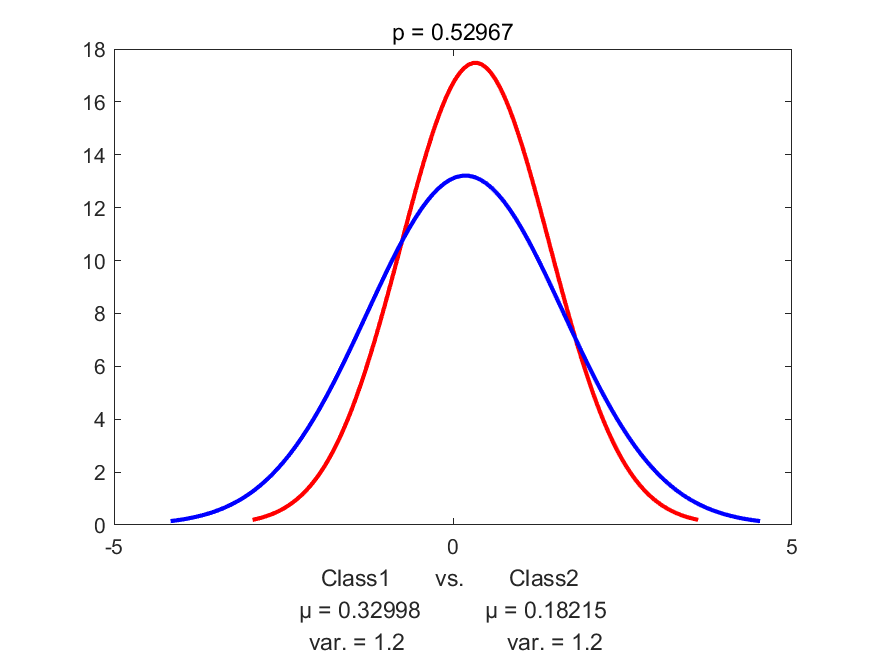 p = 0.52967
18
16
14
12
10
8
6
4
2
0
-5 0 5
Class1 vs. Class2
μ = 0.32998 μ = 0.18215
var. = 1.2 var. = 1.2